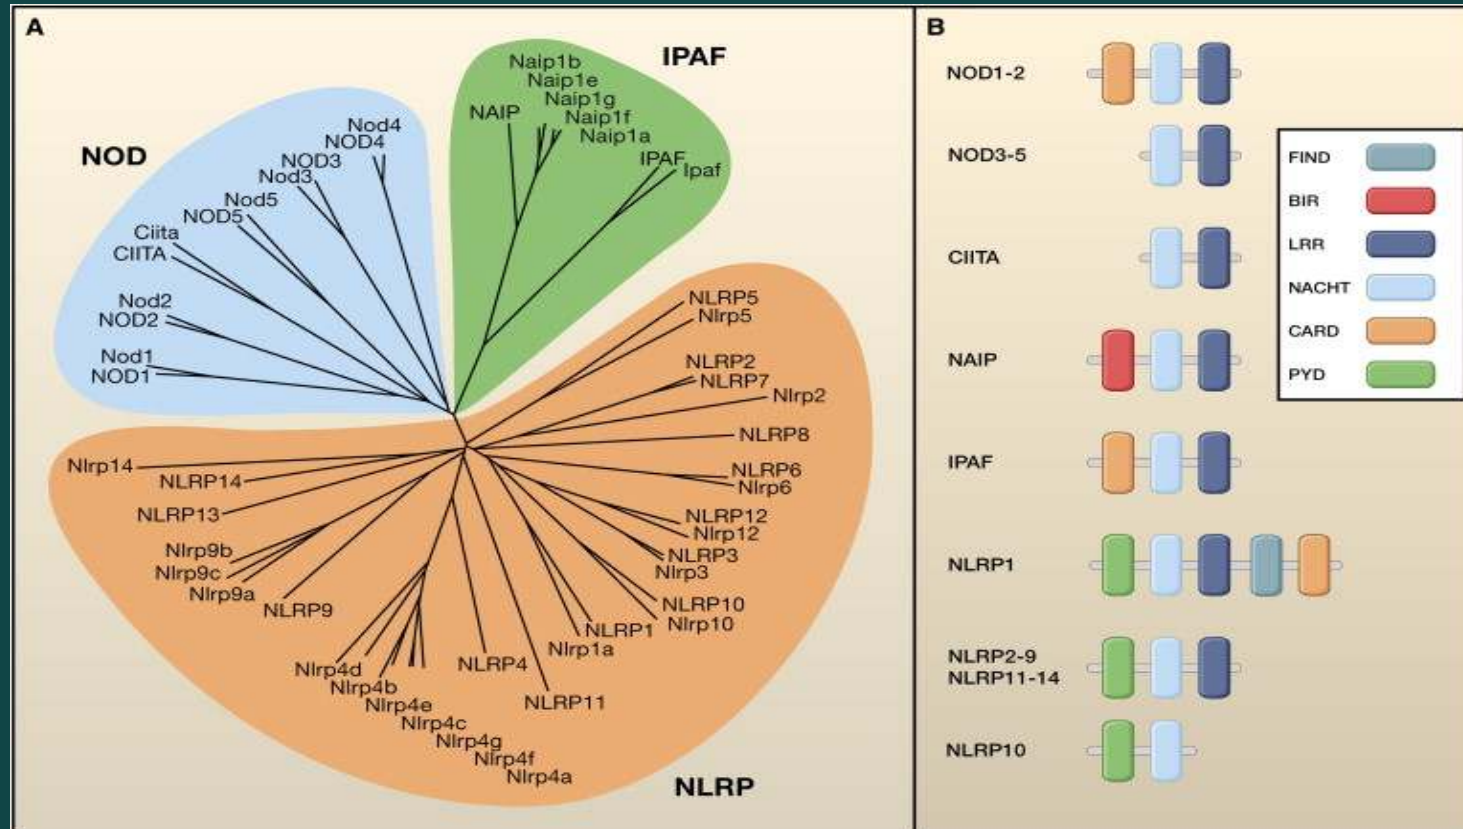 A
IPAF
Naip1b
Naip1e
Naip1g
NAIP
Naip1f
Naip1a
IPAF
Ipaf
NOD
Nod4
NOD4
NOD3
Nod3
Nod5
NOD5
Ciita
CIITA
Nod2
NOD2
Nod1
NOD1
NLRP5
Nlrp5
NLRP2
NLRP7
Nlrp2
NLRP8
NLRP6
Nlrp6
NLRP12
Nlrp12
NLRP3
Nlrp3
NLRP10
Nlrp10
NLRP1
Nlrp1a
NLRP11
NLRP4
Nlrp14
NLRP14
NLRP13
Nlrp9b
Nlrp9c
Nlrp9a
NLRP9
Nlrp4d
Nlrp4b
Nlrp4e
Nlrp4c
Nlrp4g
Nlrp4f
Nlrp4a
NLRP
B
NOD1-2
NOD3-5
CIITA
NAIP
IPAF
NLRP1
NLRP2-9
NLRP11-14
NLRP10
FIND
BIR
LRR
NACHT
CARD
PYD